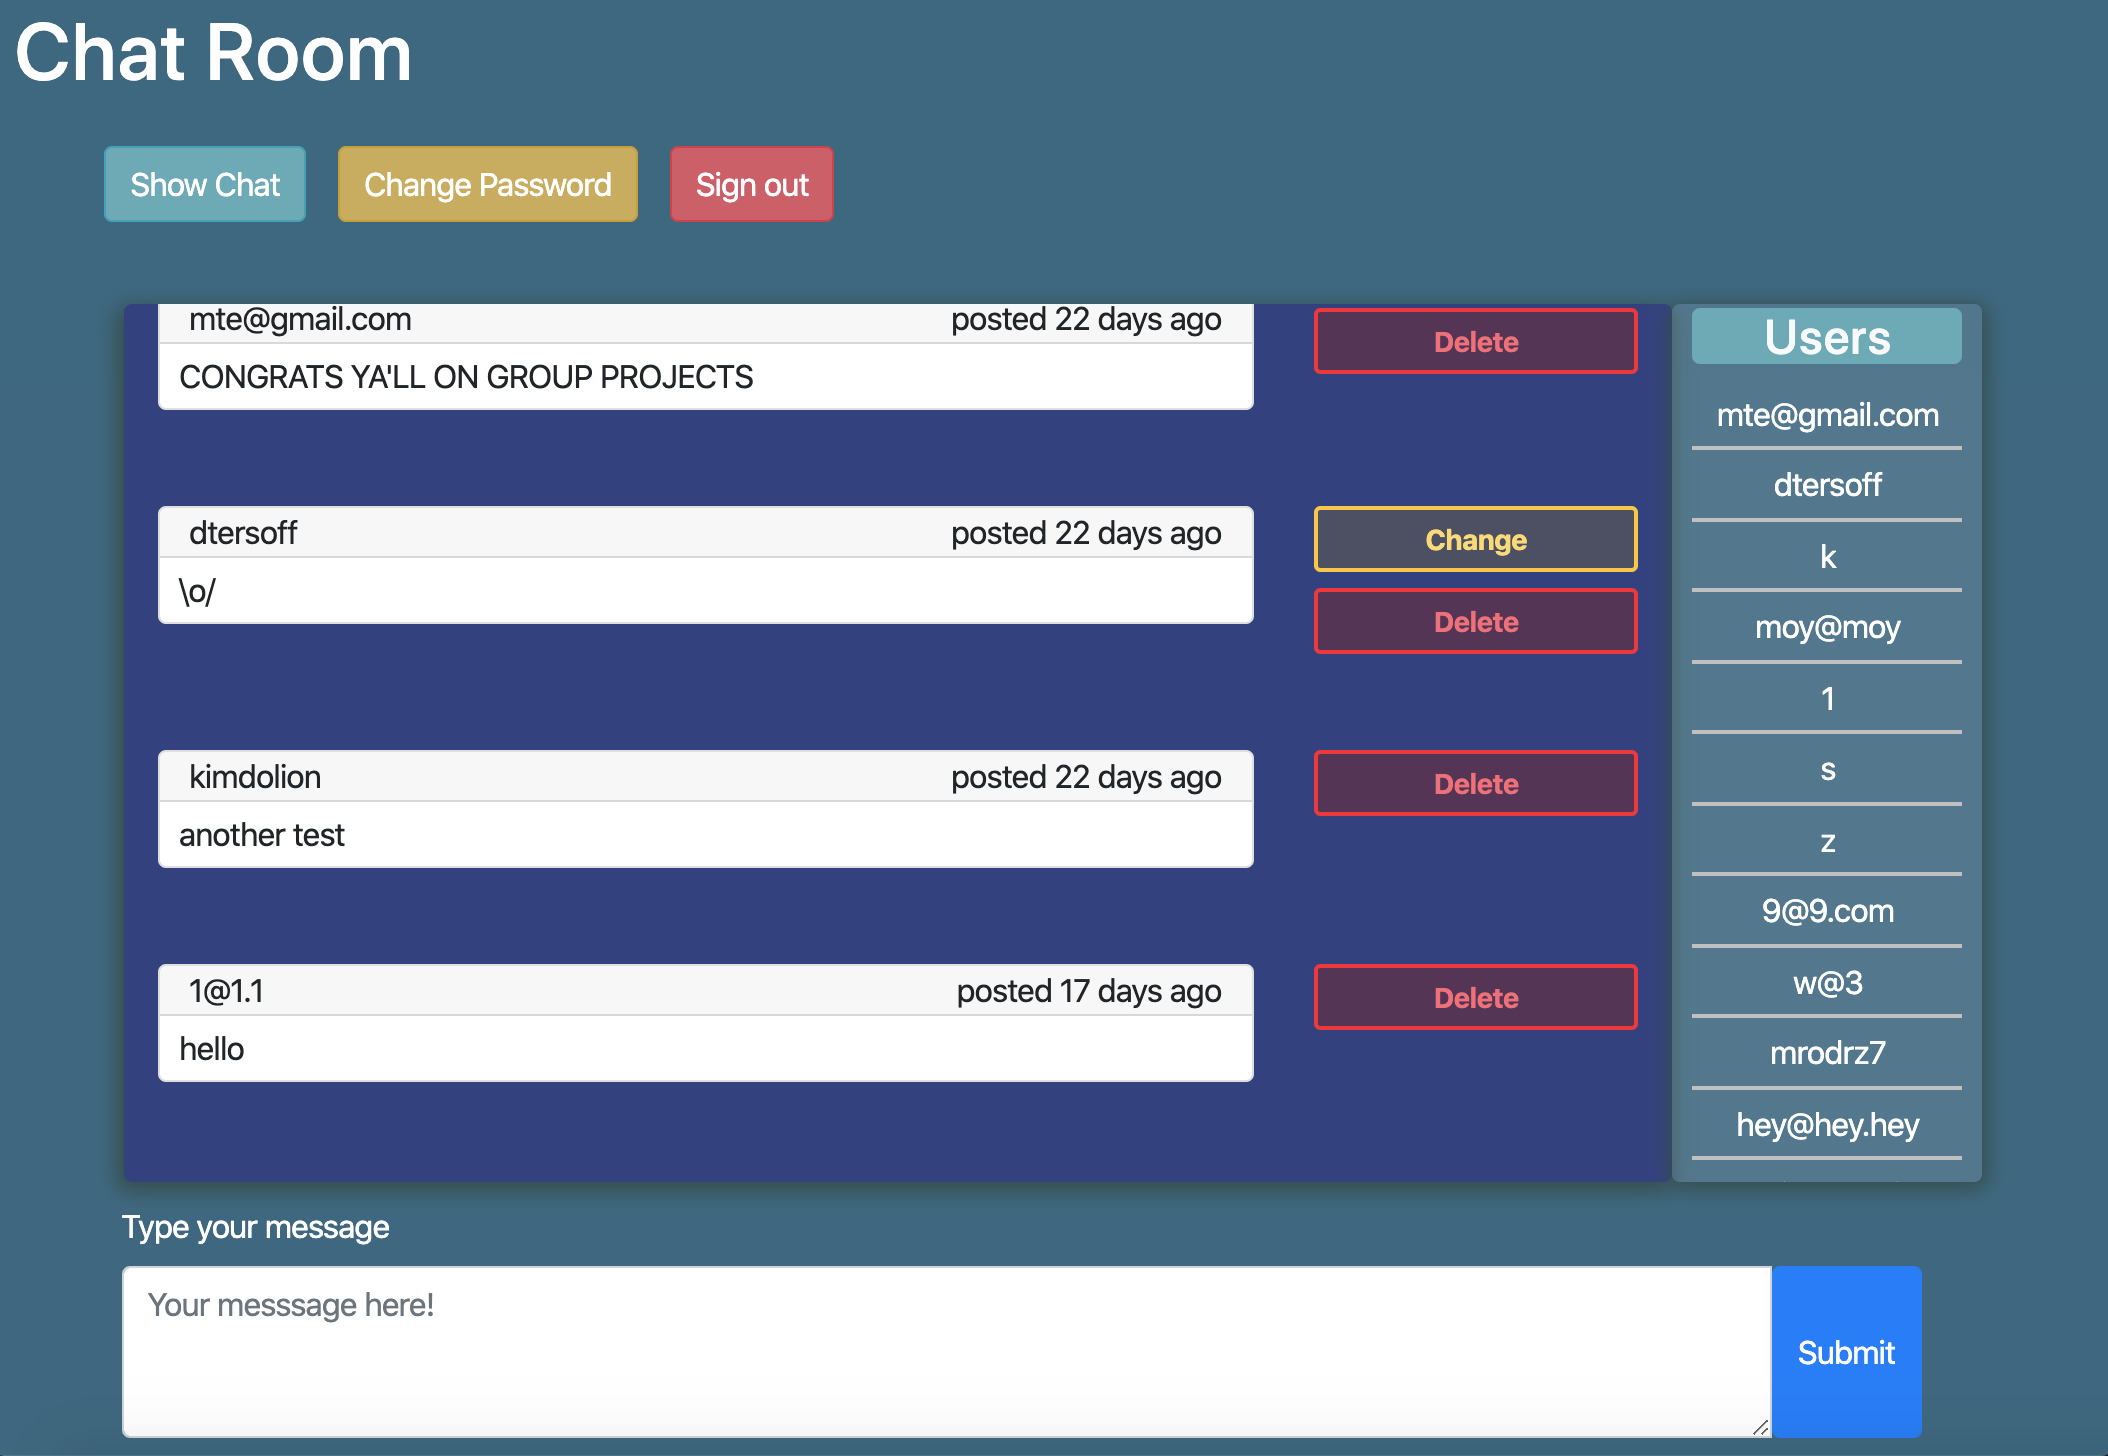 Chat Room
Show Chat
Change Password
Sign out
mte@gmail.com posted 22 days ago
CONGRATS YA'LL ON GROUP PROJECTS
Delete
dtersoff posted 22 days ago
\o/
Change
Delete
kimdolion posted 22 days ago
another test
Delete
1@1.1 posted 17 days ago
hello
Delete
Users
mte@gmail.com
dtersoff
k
moy@moy
1
s
z
9@9.com
w@3
mrodrz7
hey@hey.hey
Type your message
Your messsage here!
Submit